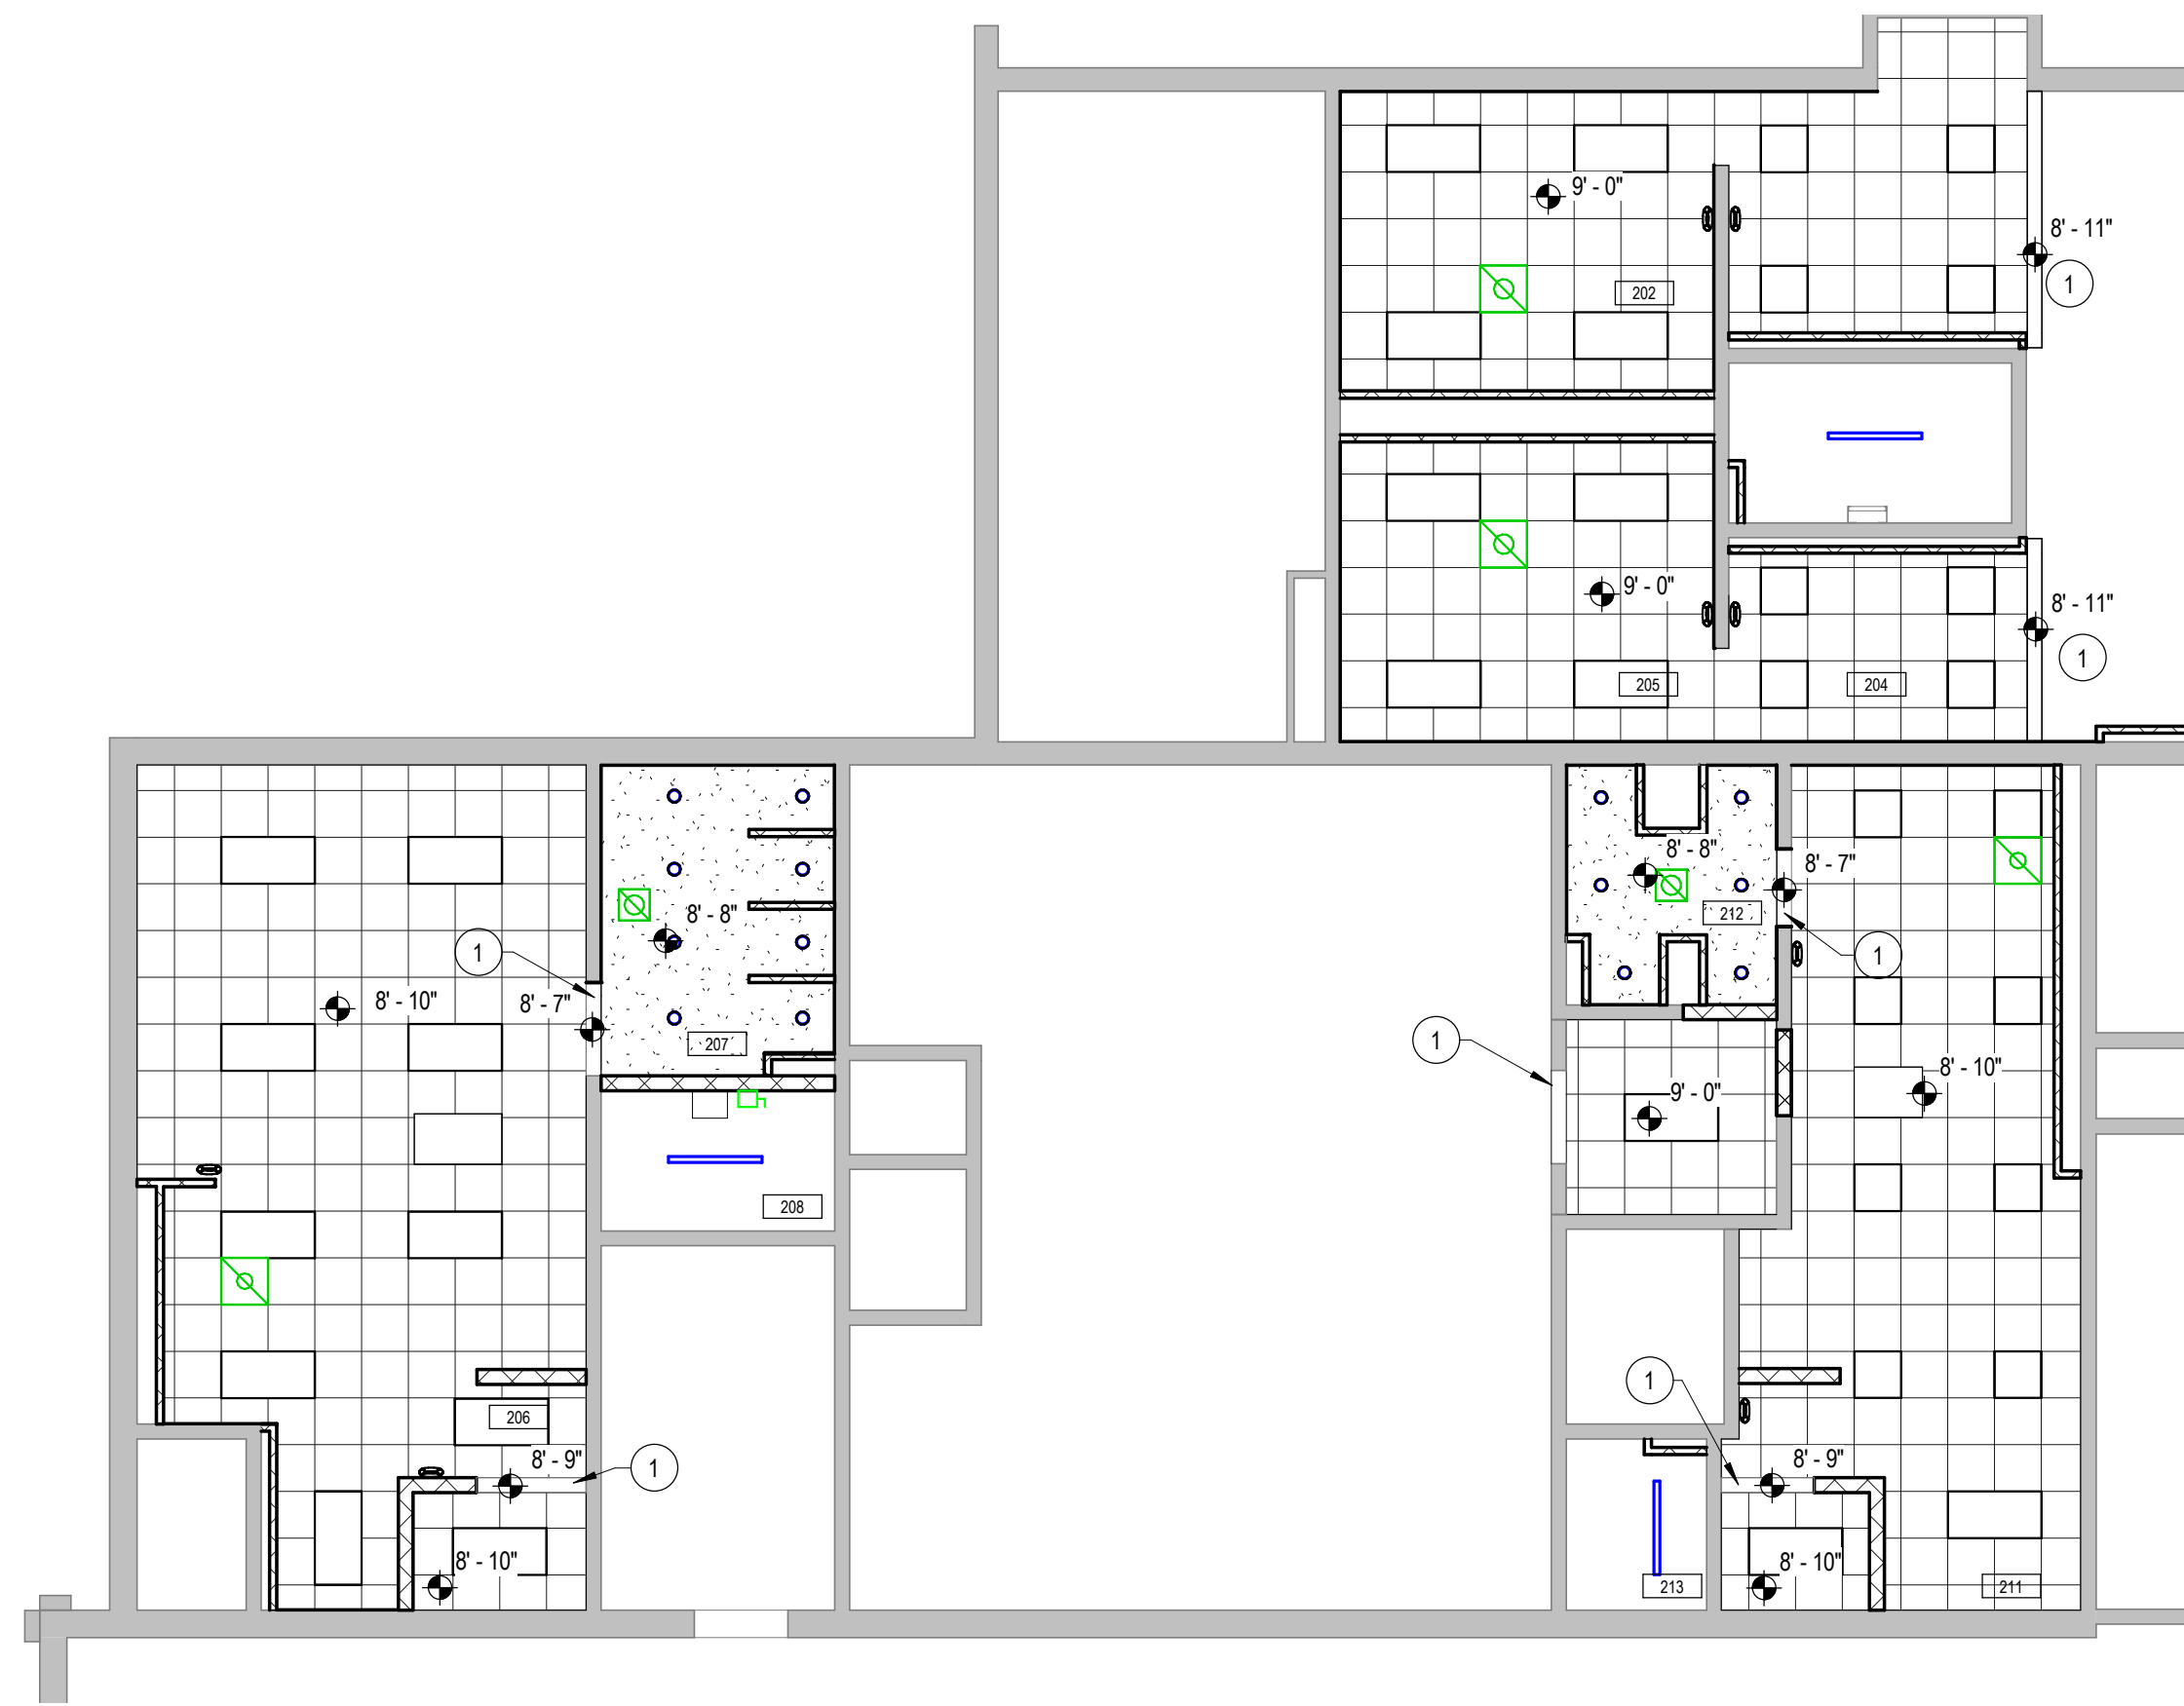 9' - 0"
8' - 11"
1
202
9' - 0"
8' - 11"
1
205
204
8' - 8"
8' - 7"
8' - 8"
212
1
1
8' - 10"
8' - 7"
207
1
8' - 10"
9' - 0"
208
1
206
8' - 9"
1
8' - 9"
8' - 10"
8' - 10"
213
211